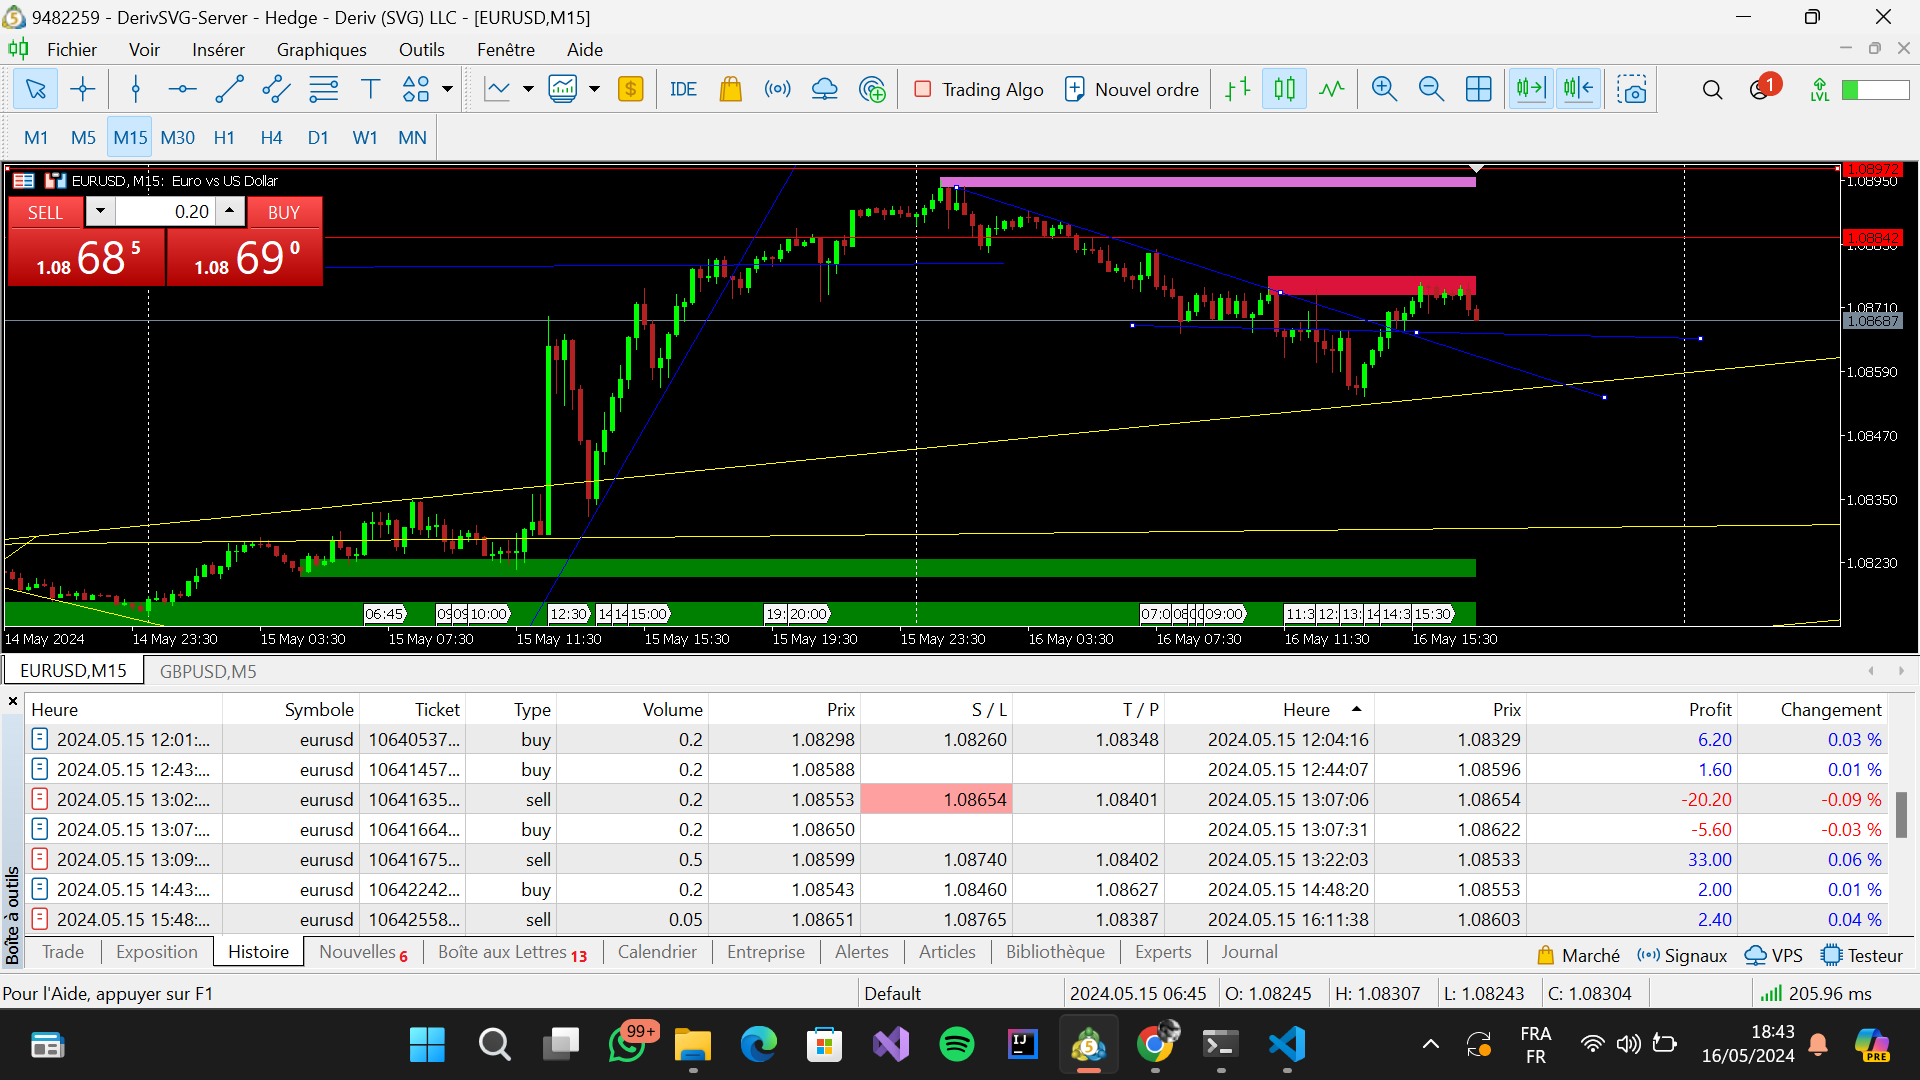 9482259 - DerivSVG-Server - Hedge - Deriv (SVG) LLC - [EURUSD,M15]
Fichier Voir Insérer Graphiques Outils Fenêtre Aide
IDE Trading Algo Nouvel ordre 1 LVL
M1 M5 M15 M30 H1 H4 D1 W1 MN
EURUSD, M15: Euro vs US Dollar
SELL 0.20 BUY
1.08 68 5 1.08 69 0
1.08972
1.08950
1.08842
1.08710
1.08687
1.08590
1.08470
1.08350
1.08230
06:45 10:00 12:30 15:00 20:00 09:00 15:30
14 May 2024 14 May 23:30 15 May 03:30 15 May 07:30 15 May 11:30 15 May 15:30 15 May 19:30 15 May 23:30 16 May 03:30 16 May 07:30 16 May 11:30 16 May 15:30
EURUSD,M15 GBPUSD,M5
Heure Symbole Ticket Type Volume Prix S / L T / P Heure Prix Profit Changement
2024.05.15 12:01:... eurusd 10640537... buy 0.2 1.08298 1.08260 1.08348 2024.05.15 12:04:16 1.08329 6.20 0.03 %
2024.05.15 12:43:... eurusd 10641457... buy 0.2 1.08588 2024.05.15 12:44:07 1.08596 1.60 0.01 %
2024.05.15 13:02:... eurusd 10641635... sell 0.2 1.08553 1.08654 1.08401 2024.05.15 13:07:06 1.08654 -20.20 -0.09 %
2024.05.15 13:07:... eurusd 10641664... buy 0.2 1.08650 2024.05.15 13:07:31 1.08622 -5.60 -0.03 %
2024.05.15 13:09:... eurusd 10641675... sell 0.5 1.08599 1.08740 1.08402 2024.05.15 13:22:03 1.08533 33.00 0.06 %
2024.05.15 14:43:... eurusd 10642242... buy 0.2 1.08543 1.08460 1.08627 2024.05.15 14:48:20 1.08553 2.00 0.01 %
2024.05.15 15:48:... eurusd 10642558... sell 0.05 1.08651 1.08765 1.08387 2024.05.15 16:11:38 1.08603 2.40 0.04 %
Boîte à outils
Trade Exposition Histoire Nouvelles 6 Boîte aux Lettres 13 Calendrier Entreprise Alertes Articles Bibliothèque Experts Journal Marché Signaux VPS Testeur
Pour l'Aide, appuyer sur F1 Default 2024.05.15 06:45 O: 1.08245 H: 1.08307 L: 1.08243 C: 1.08304 205.96 ms
99+ IJ 5 FRA 18:43
FR 16/05/2024 PRE